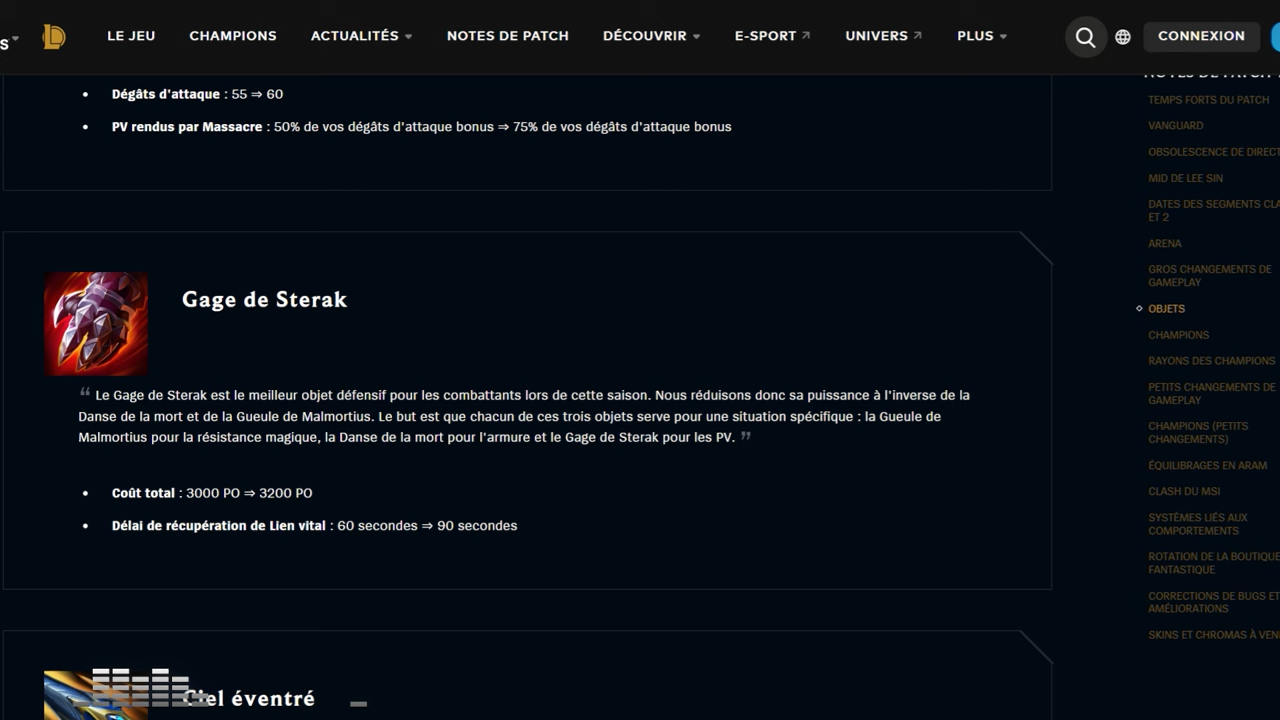 S
LE JEU
CHAMPIONS
ACTUALITÉS
NOTES DE PATCH
DÉCOUVRIR
E-SPORT
UNIVERS
PLUS
CONNEXION
• Dégâts d'attaque : 55 ⇒ 60
• PV rendus par Massacre : 50% de vos dégâts d'attaque bonus ⇒ 75% de vos dégâts d'attaque bonus
Gage de Sterak
“ Le Gage de Sterak est le meilleur objet défensif pour les combattants lors de cette saison. Nous réduisons donc sa puissance à l'inverse de la
Danse de la mort et de la Gueule de Malmortius. Le but est que chacun de ces trois objets serve pour une situation spécifique : la Gueule de
Malmortius pour la résistance magique, la Danse de la mort pour l'armure et le Gage de Sterak pour les PV. ”
• Coût total : 3000 PO ⇒ 3200 PO
• Délai de récupération de Lien vital : 60 secondes ⇒ 90 secondes
Ciel éventré
NOTES DE PATCH
TEMPS FORTS DU PATCH
VANGUARD
OBSOLESCENCE DE DIRECT
MID DE LEE SIN
DATES DES SEGMENTS CLA
ET 2
ARENA
GROS CHANGEMENTS DE
GAMEPLAY
OBJETS
CHAMPIONS
RAYONS DES CHAMPIONS
PETITS CHANGEMENTS DE
GAMEPLAY
CHAMPIONS (PETITS
CHANGEMENTS)
ÉQUILIBRAGES EN ARAM
CLASH DU MSI
SYSTÈMES LIÉS AUX
COMPORTEMENTS
ROTATION DE LA BOUTIQUE
FANTASTIQUE
CORRECTIONS DE BUGS ET
AMÉLIORATIONS
SKINS ET CHROMAS À VENI